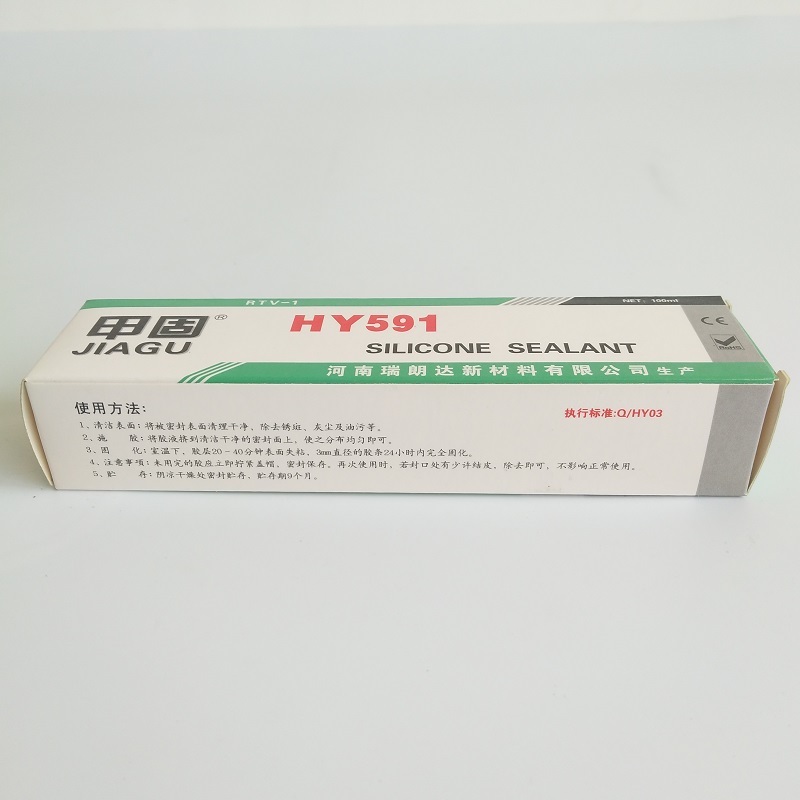 RTV-1
NET: 100ml
甲固®
JIAGU
HY591
SILICONE SEALANT
CE
RoHS
河南瑞朗达新材料有限公司生产
使用方法:
执行标准:Q/HY03
1、清洁表面: 将被密封表面清理干净, 除去锈斑、灰尘及油污等。
2、施 胶: 将胶液挤到清洁干净的密封面上, 使之分布均匀即可。
3、固 化: 室温下, 胶层20-40分钟表面失粘, 3mm直径的胶条24小时内完全固化。
4、注意事项: 未用完的胶应立即拧紧盖帽, 密封保存。再次使用时, 若封口处有少许结皮, 除去即可, 不影响正常使用。
5、贮 存: 阴凉干燥处密封贮存, 贮存期9个月。